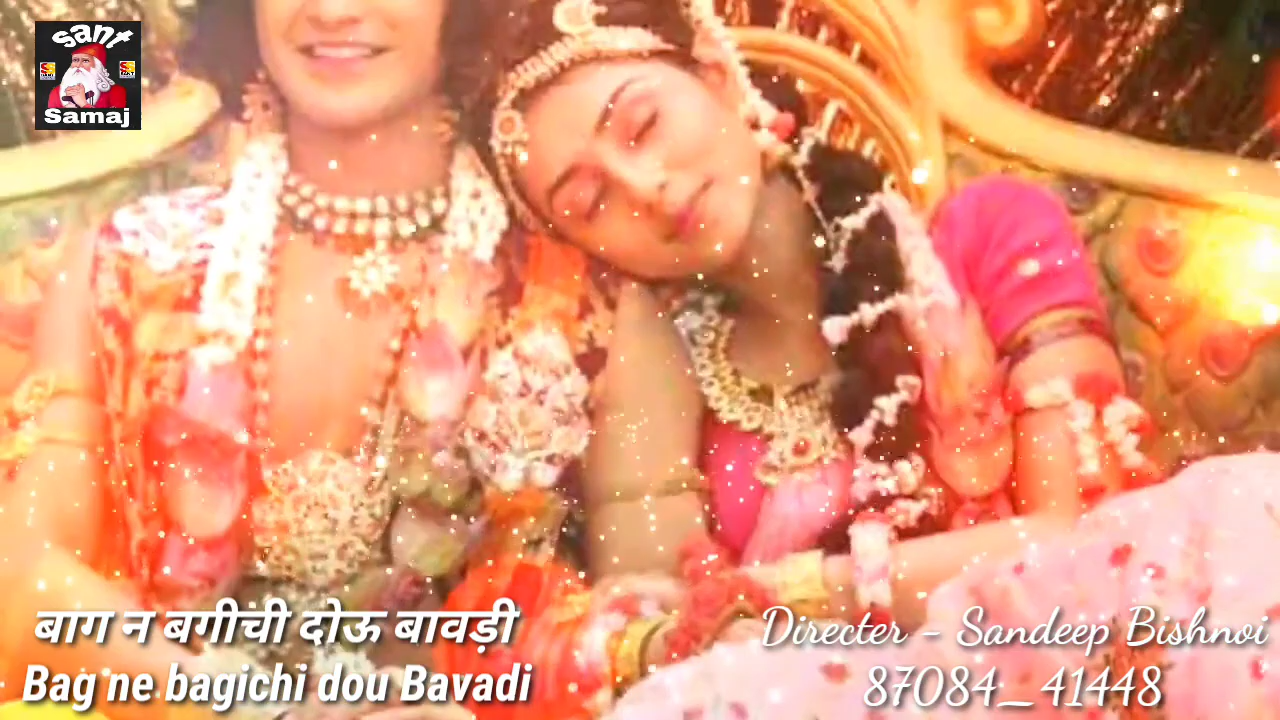 Sant
Samaj
बाग न बगीची दोऊ बावड़ी
Bag ne bagichi dou Bavadi
Directer - Sandeep Bishnoi
87084_41448